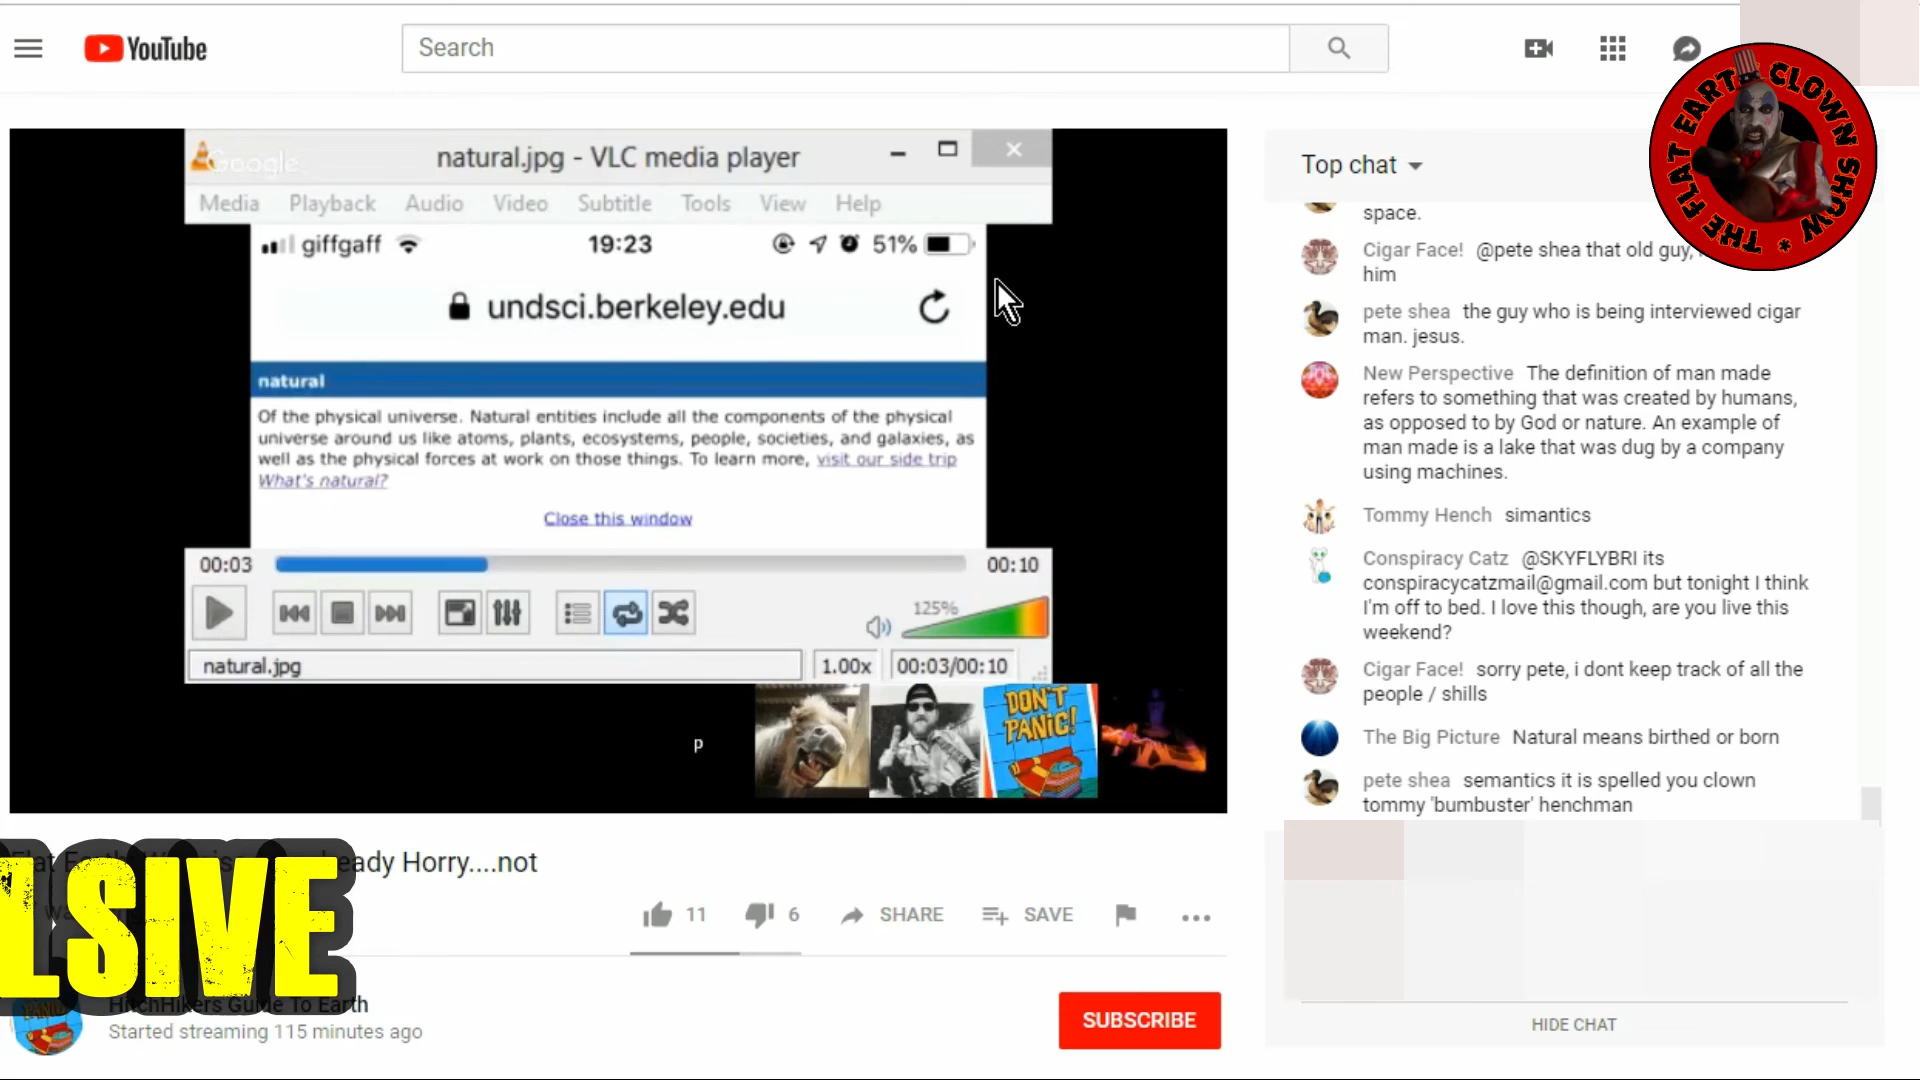 YouTube
Search
THE FLAT EARTH CLOWN SHOW *
Google
natural.jpg - VLC media player
Media Playback Audio Video Subtitle Tools View Help
giffgaff 19:23 51%
undsci.berkeley.edu
natural
Of the physical universe. Natural entities include all the components of the physical
universe around us like atoms, plants, ecosystems, people, societies, and galaxies, as
well as the physical forces at work on those things. To learn more, visit our side trip
What's natural?
Close this window
00:03 00:10
125%
natural.jpg 1.00x 00:03/00:10
DON'T
PANIC!
p
Top chat
space.
Cigar Face! @pete shea that old guy,
him
pete shea the guy who is being interviewed cigar
man. jesus.
New Perspective The definition of man made
refers to something that was created by humans,
as opposed to by God or nature. An example of
man made is a lake that was dug by a company
using machines.
Tommy Hench simantics
Conspiracy Catz @SKYFLYBRI its
conspiracycatzmail@gmail.com but tonight I think
I'm off to bed. I love this though, are you live this
weekend?
Cigar Face! sorry pete, i dont keep track of all the
people / shills
The Big Picture Natural means birthed or born
pete shea semantics it is spelled you clown
tommy 'bumbuster' henchman
HIDE CHAT
Flat Earth eady Horry....not
LSIVE
11 6 SHARE SAVE
HitchHikers Guide To Earth
Started streaming 115 minutes ago
SUBSCRIBE